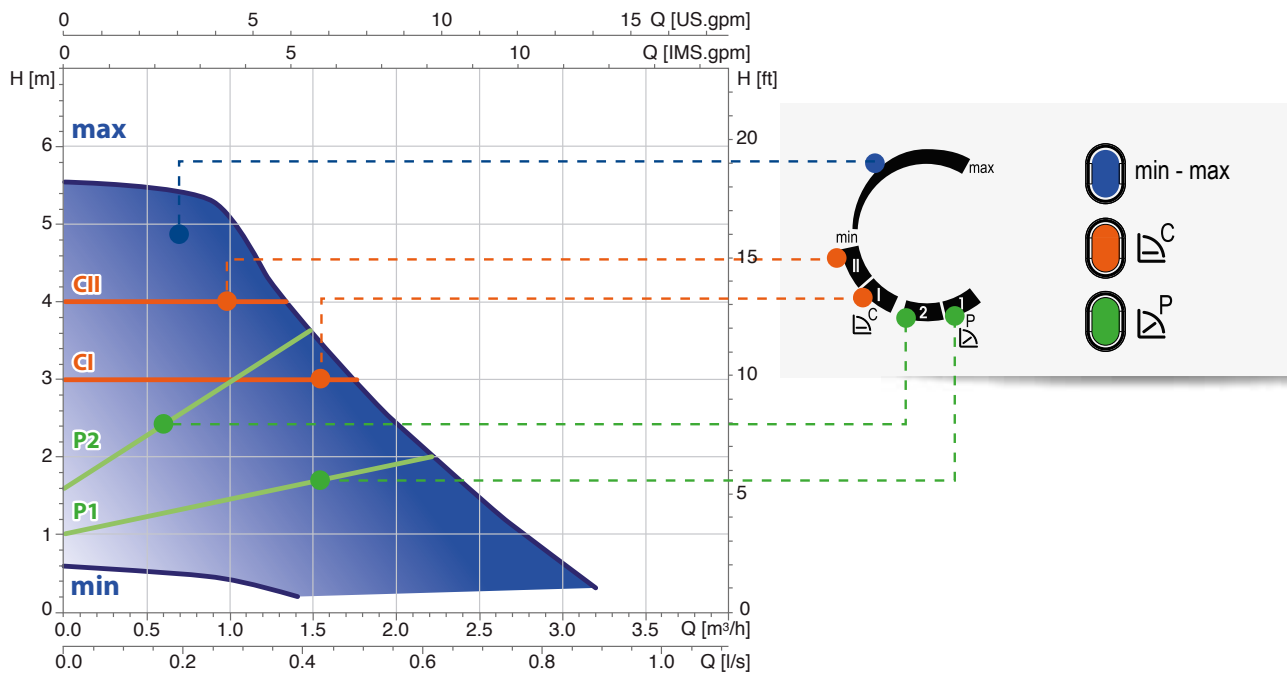 0 5 10 15 Q [US.gpm]
0 5 10 Q [IMS.gpm]
H [m] H [ft]
max
6 20
5
15
CII
4
CI
3 10
P2
2
5
P1
1
min
0 0
0.0 0.5 1.0 1.5 2.0 2.5 3.0 3.5 Q [m³/h]
0.0 0.2 0.4 0.6 0.8 1.0 Q [l/s]
max
min
II
I
C
2
1
P
min - max
C
P